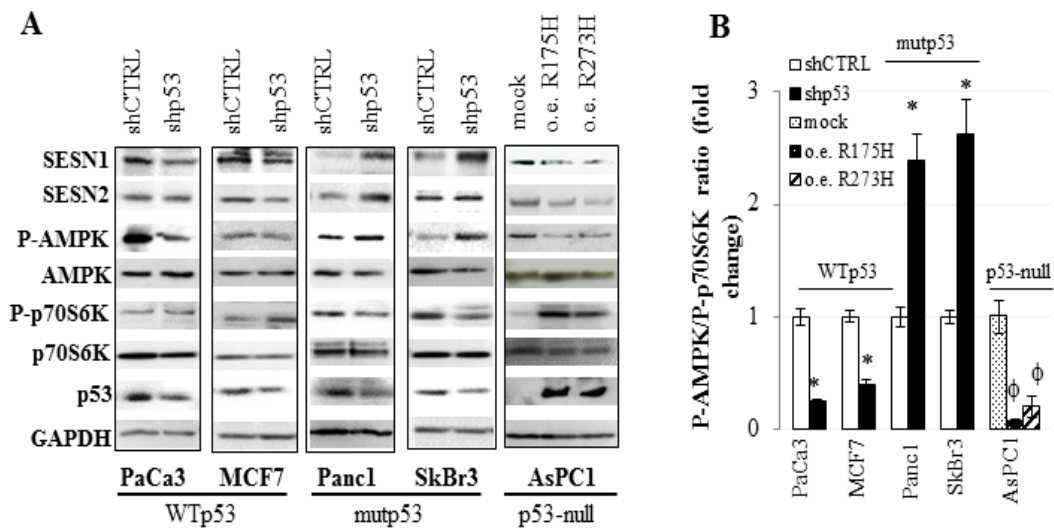 A
shCTRL
shp53
shCTRL
shp53
shCTRL
shp53
shCTRL
shp53
mock
o.e. R175H
o.e. R273H
SESN1
SESN2
P-AMPK
AMPK
P-p70S6K
p70S6K
p53
GAPDH
PaCa3 MCF7 Panc1 SkBr3 AsPC1
WTp53 mutp53 p53-null
B
P-AMPK/P-p70S6K ratio (fold
change)
mutp53
shCTRL
shp53
mock
o.e. R175H
o.e. R273H
3
2
1
0
WTp53
p53-null
* * * * ϕ ϕ
PaCa3
MCF7
Panc1
SkBr3
AsPC1